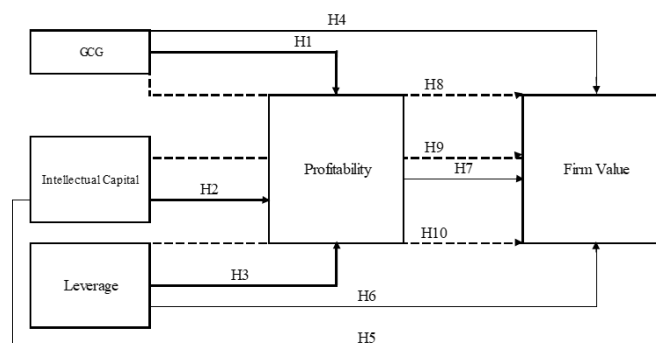 H4
GCG
H1
H8
H9
Intellectual Capital
Profitability
H7
Firm Value
H2
H10
Leverage
H3
H6
H5